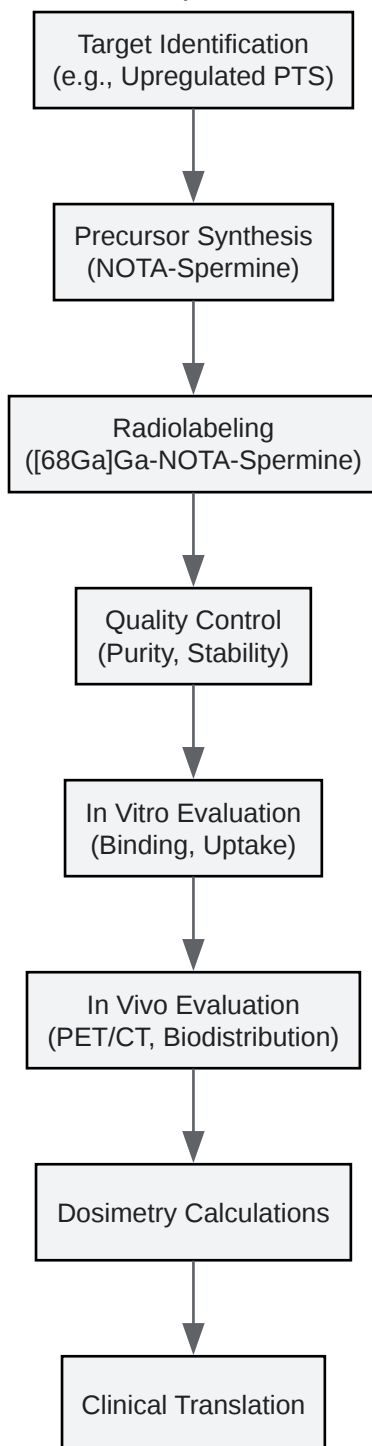 Target Identification
(e.g., Upregulated PTS)
Precursor Synthesis
(NOTA-Spermine)
Radiolabeling
([68Ga]Ga-NOTA-Spermine)
Quality Control
(Purity, Stability)
In Vitro Evaluation
(Binding, Uptake)
In Vivo Evaluation
(PET/CT, Biodistribution)
Dosimetry Calculations
Clinical Translation